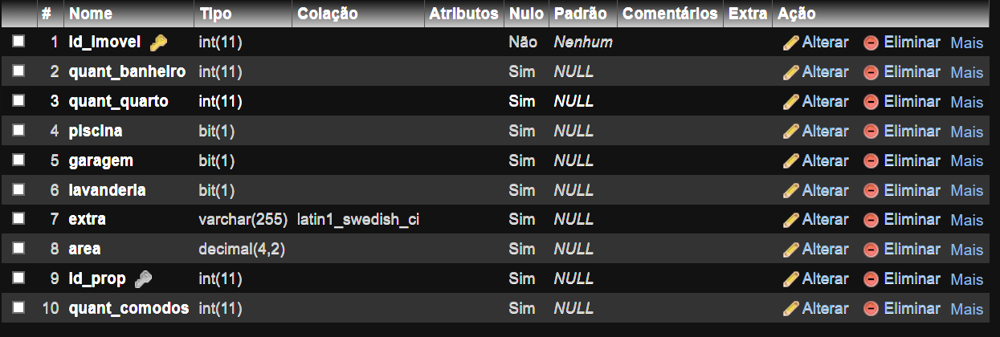 # Nome Tipo Colação Atributos Nulo Padrão Comentários Extra Ação
1 id_imovel int(11) Não Nenhum Alterar Eliminar Mais
2 quant_banheiro int(11) Sim NULL Alterar Eliminar Mais
3 quant_quarto int(11) Sim NULL Alterar Eliminar Mais
4 piscina bit(1) Sim NULL Alterar Eliminar Mais
5 garagem bit(1) Sim NULL Alterar Eliminar Mais
6 lavanderia bit(1) Sim NULL Alterar Eliminar Mais
7 extra varchar(255) latin1_swedish_ci Sim NULL Alterar Eliminar Mais
8 area decimal(4,2) Sim NULL Alterar Eliminar Mais
9 id_prop int(11) Sim NULL Alterar Eliminar Mais
10 quant_comodos int(11) Sim NULL Alterar Eliminar Mais